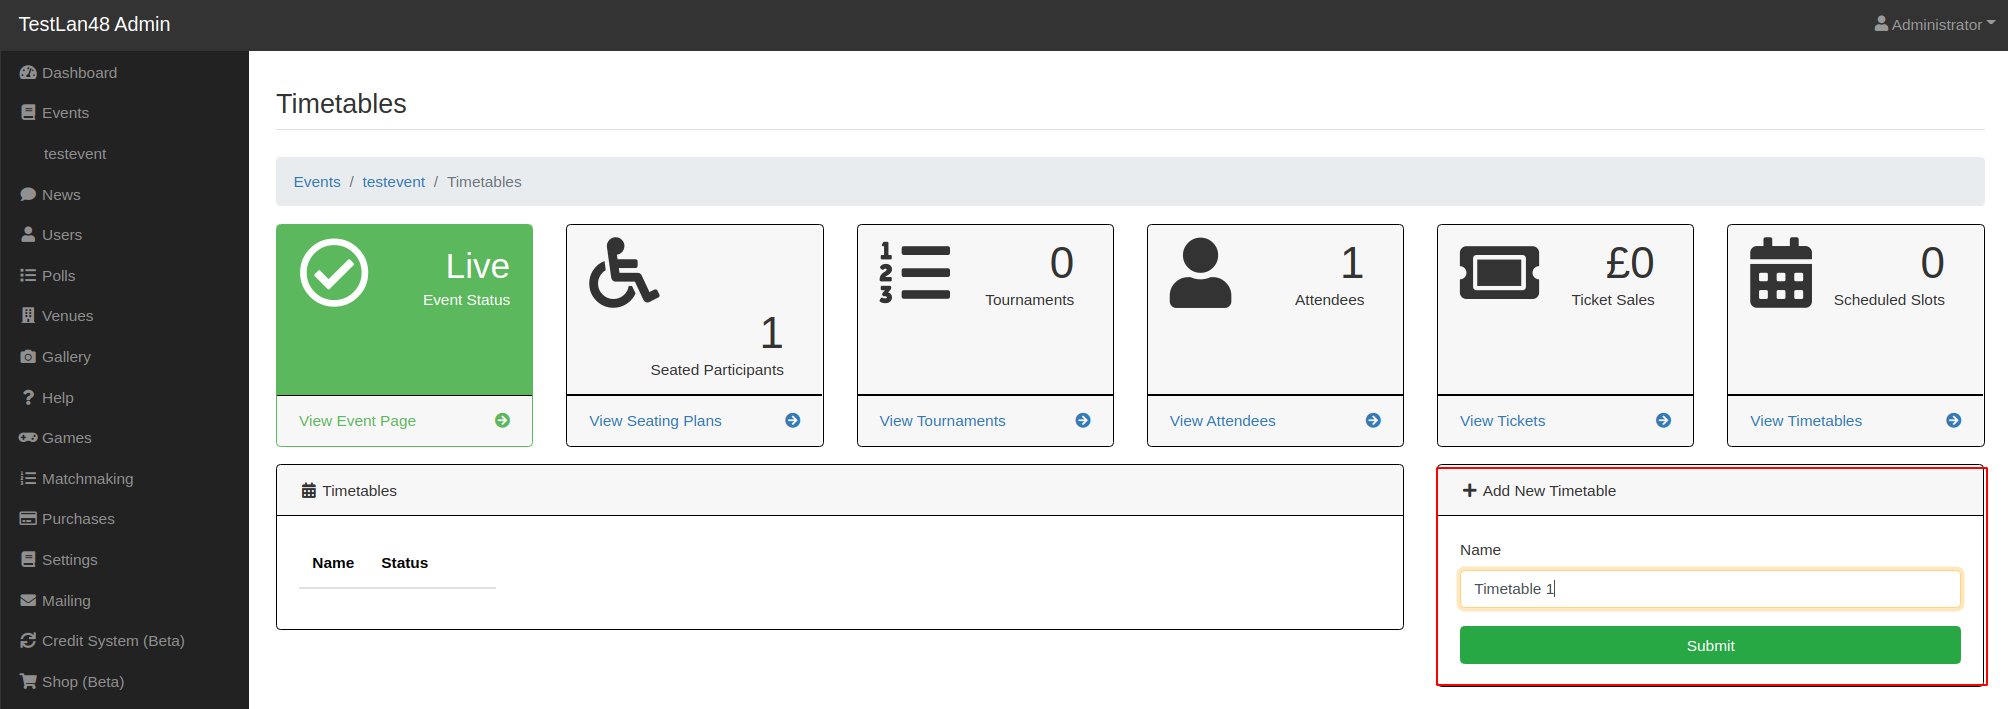 TestLan48 Admin
Administrator
Dashboard
Events
testevent
News
Users
Polls
Venues
Gallery
Help
Games
Matchmaking
Purchases
Settings
Mailing
Credit System (Beta)
Shop (Beta)
Timetables
Events / testevent / Timetables
Live
Event Status
View Event Page
1
Seated Participants
View Seating Plans
1
2
3
0
Tournaments
View Tournaments
1
Attendees
View Attendees
£0
Ticket Sales
View Tickets
0
Scheduled Slots
View Timetables
Timetables
Name Status
Add New Timetable
Name
Timetable 1
Submit